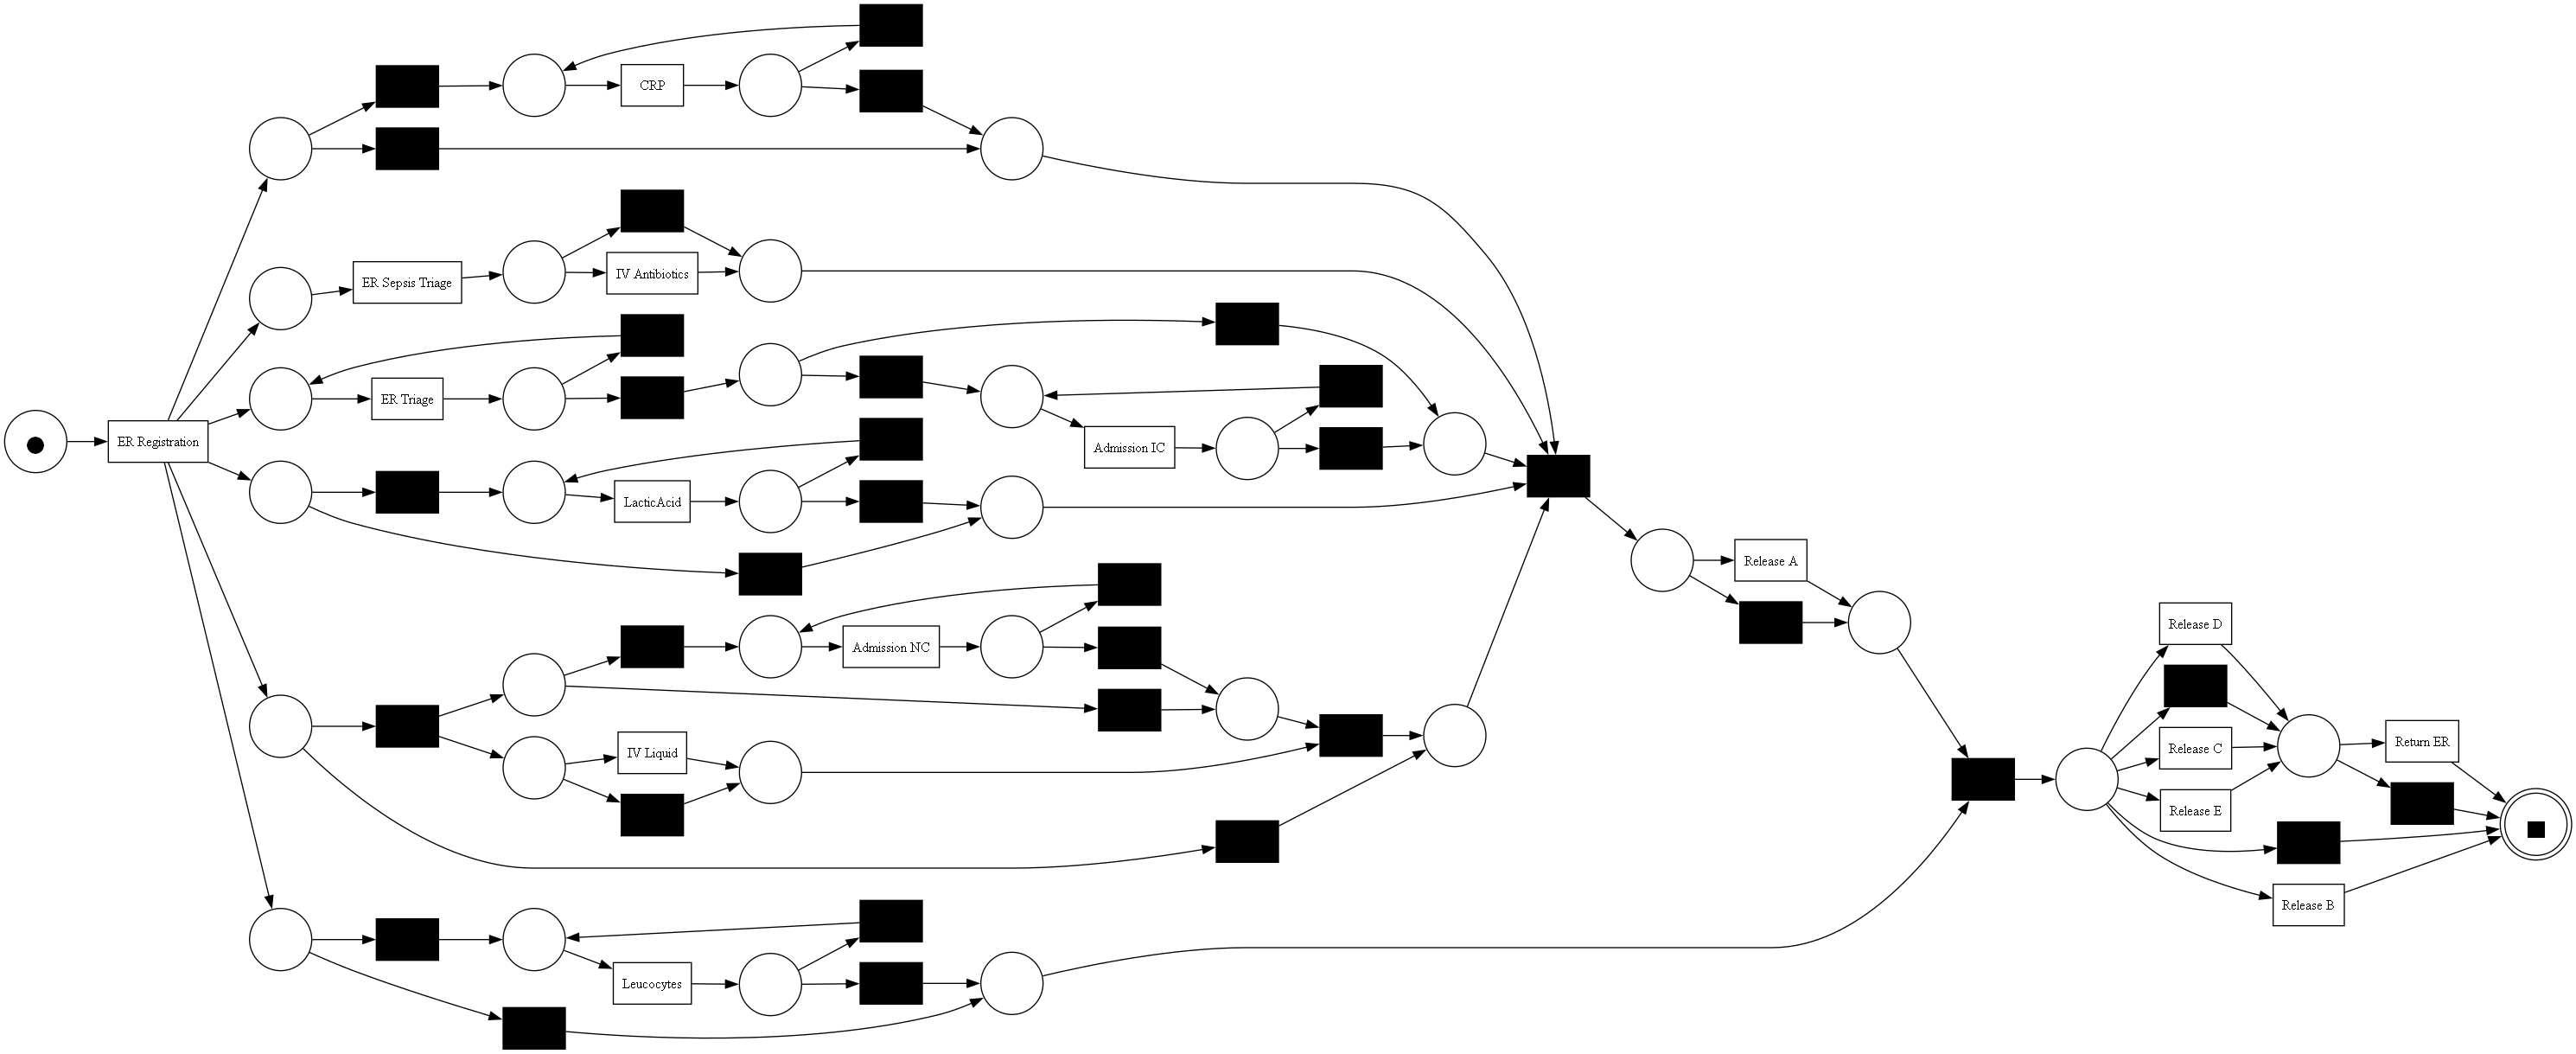 CRP
ER Sepsis Triage
IV Antibiotics
ER Triage
ER Registration
Admission IC
LacticAcid
Release A
Admission NC
Release D
IV Liquid
Release C
Return ER
Release E
Release B
Leucocytes